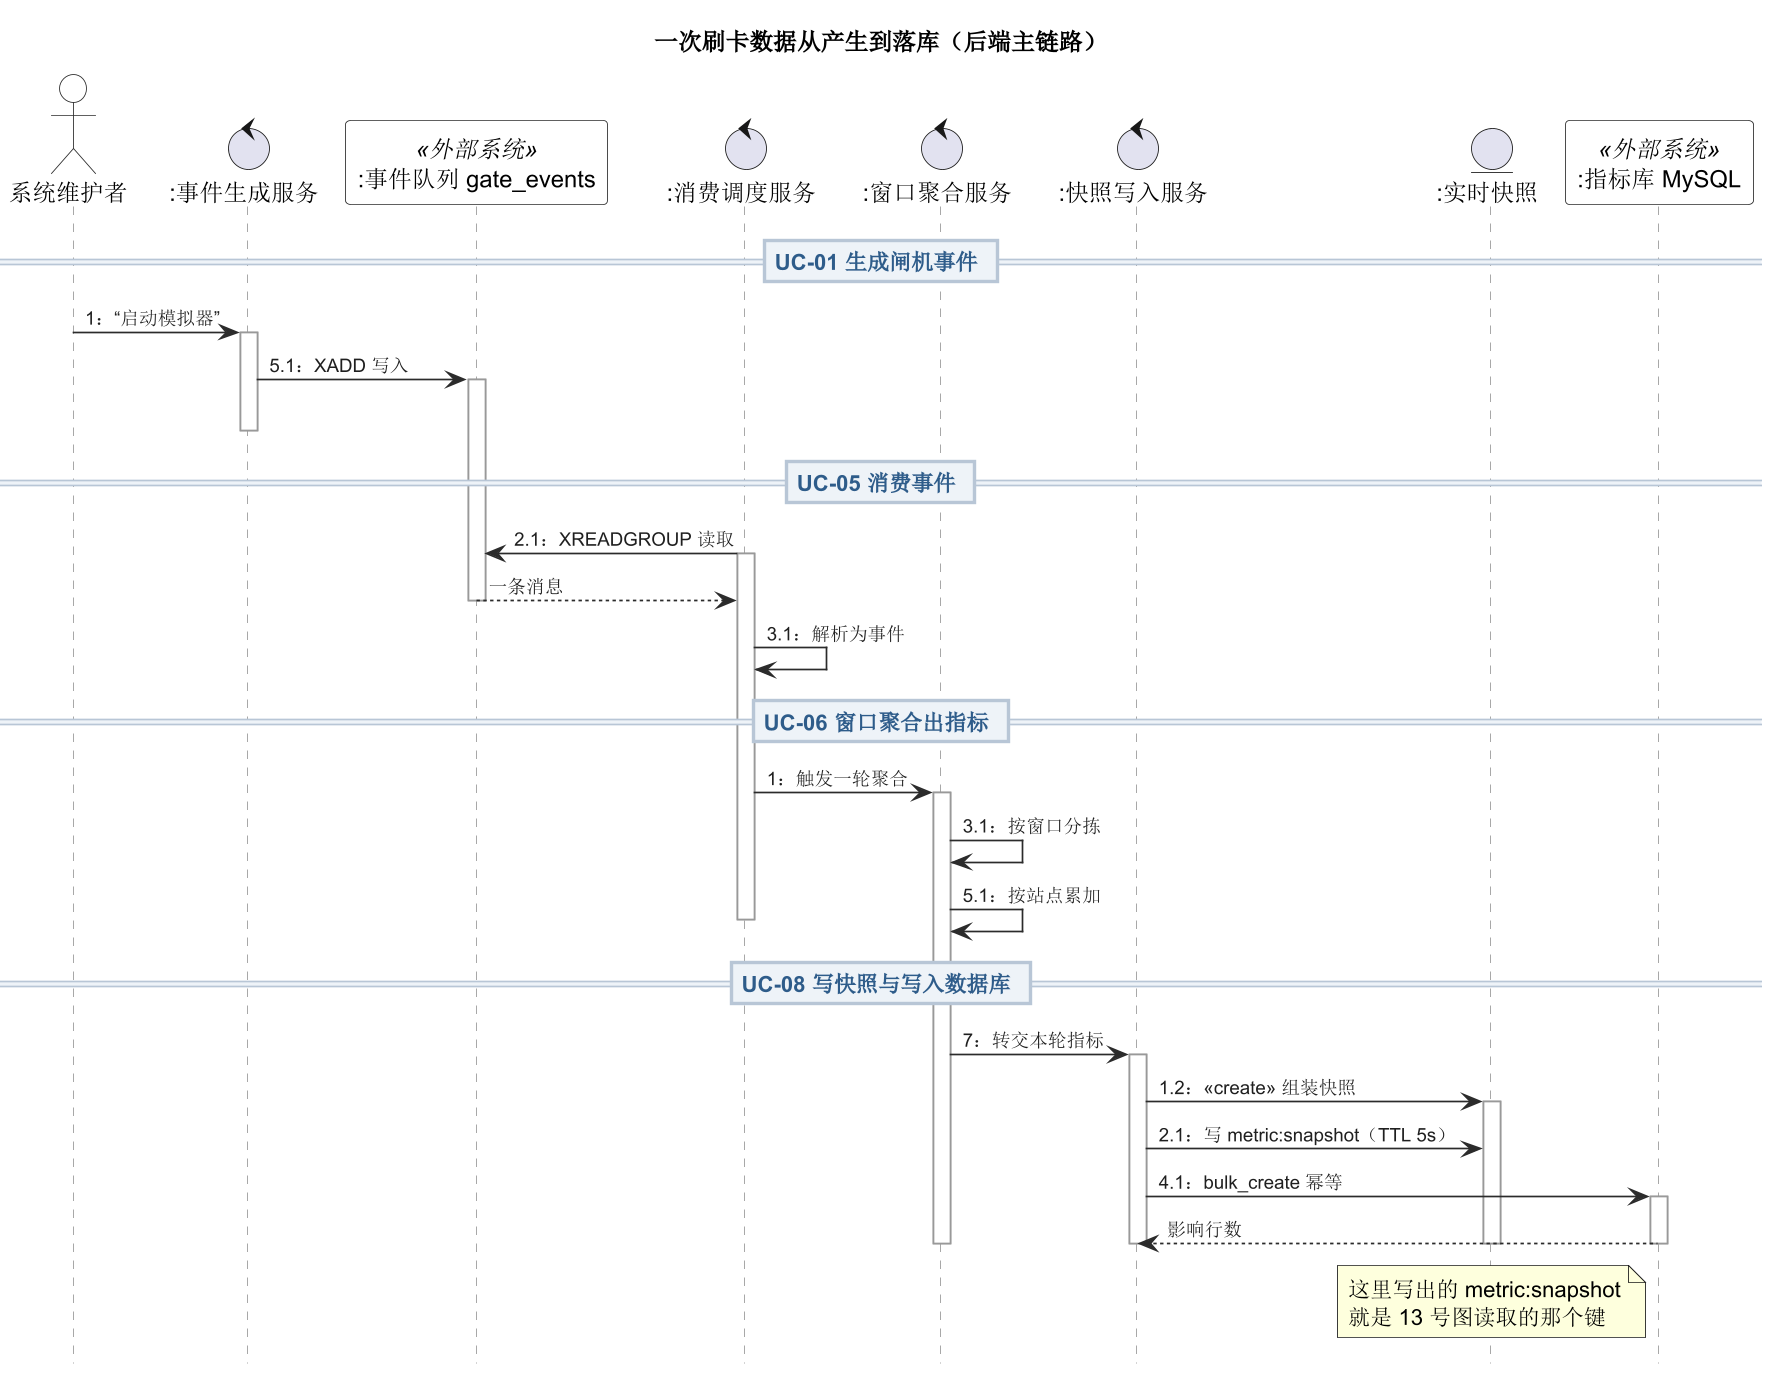 一次刷卡数据从产生到落库（后端主链路）
系统维护者
:事件生成服务
«外部系统»
:事件队列 gate_events
:消费调度服务
:窗口聚合服务
:快照写入服务
:实时快照
«外部系统»
:指标库 MySQL
UC-01 生成闸机事件
1：“启动模拟器”
5.1：XADD 写入
UC-05 消费事件
2.1：XREADGROUP 读取
一条消息
3.1：解析为事件
UC-06 窗口聚合出指标
1：触发一轮聚合
3.1：按窗口分拣
5.1：按站点累加
UC-08 写快照与写入数据库
7：转交本轮指标
1.2：«create» 组装快照
2.1：写 metric:snapshot（TTL 5s）
4.1：bulk_create 幂等
影响行数
这里写出的 metric:snapshot
就是 13 号图读取的那个键